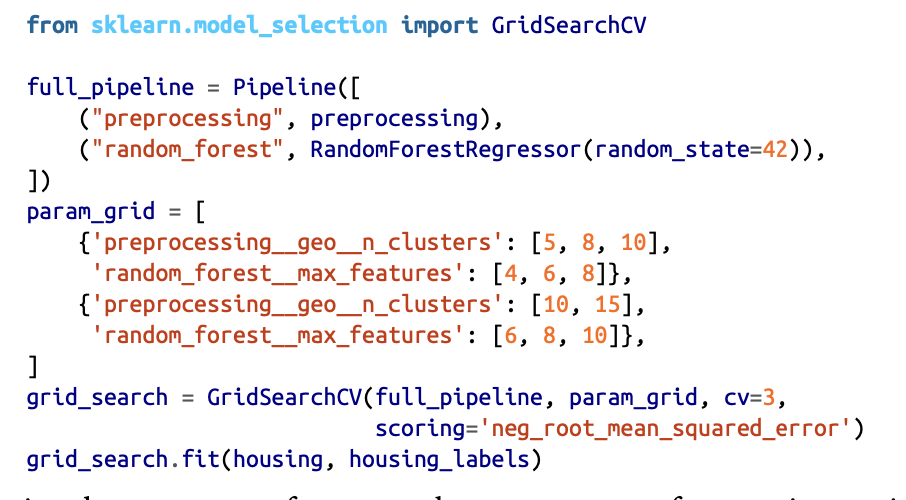 from sklearn.model_selection import GridSearchCV

full_pipeline = Pipeline([
    ("preprocessing", preprocessing),
    ("random_forest", RandomForestRegressor(random_state=42)),
])
param_grid = [
    {'preprocessing__geo__n_clusters': [5, 8, 10],
     'random_forest__max_features': [4, 6, 8]},
    {'preprocessing__geo__n_clusters': [10, 15],
     'random_forest__max_features': [6, 8, 10]},
]
grid_search = GridSearchCV(full_pipeline, param_grid, cv=3,
                           scoring='neg_root_mean_squared_error')
grid_search.fit(housing, housing_labels)